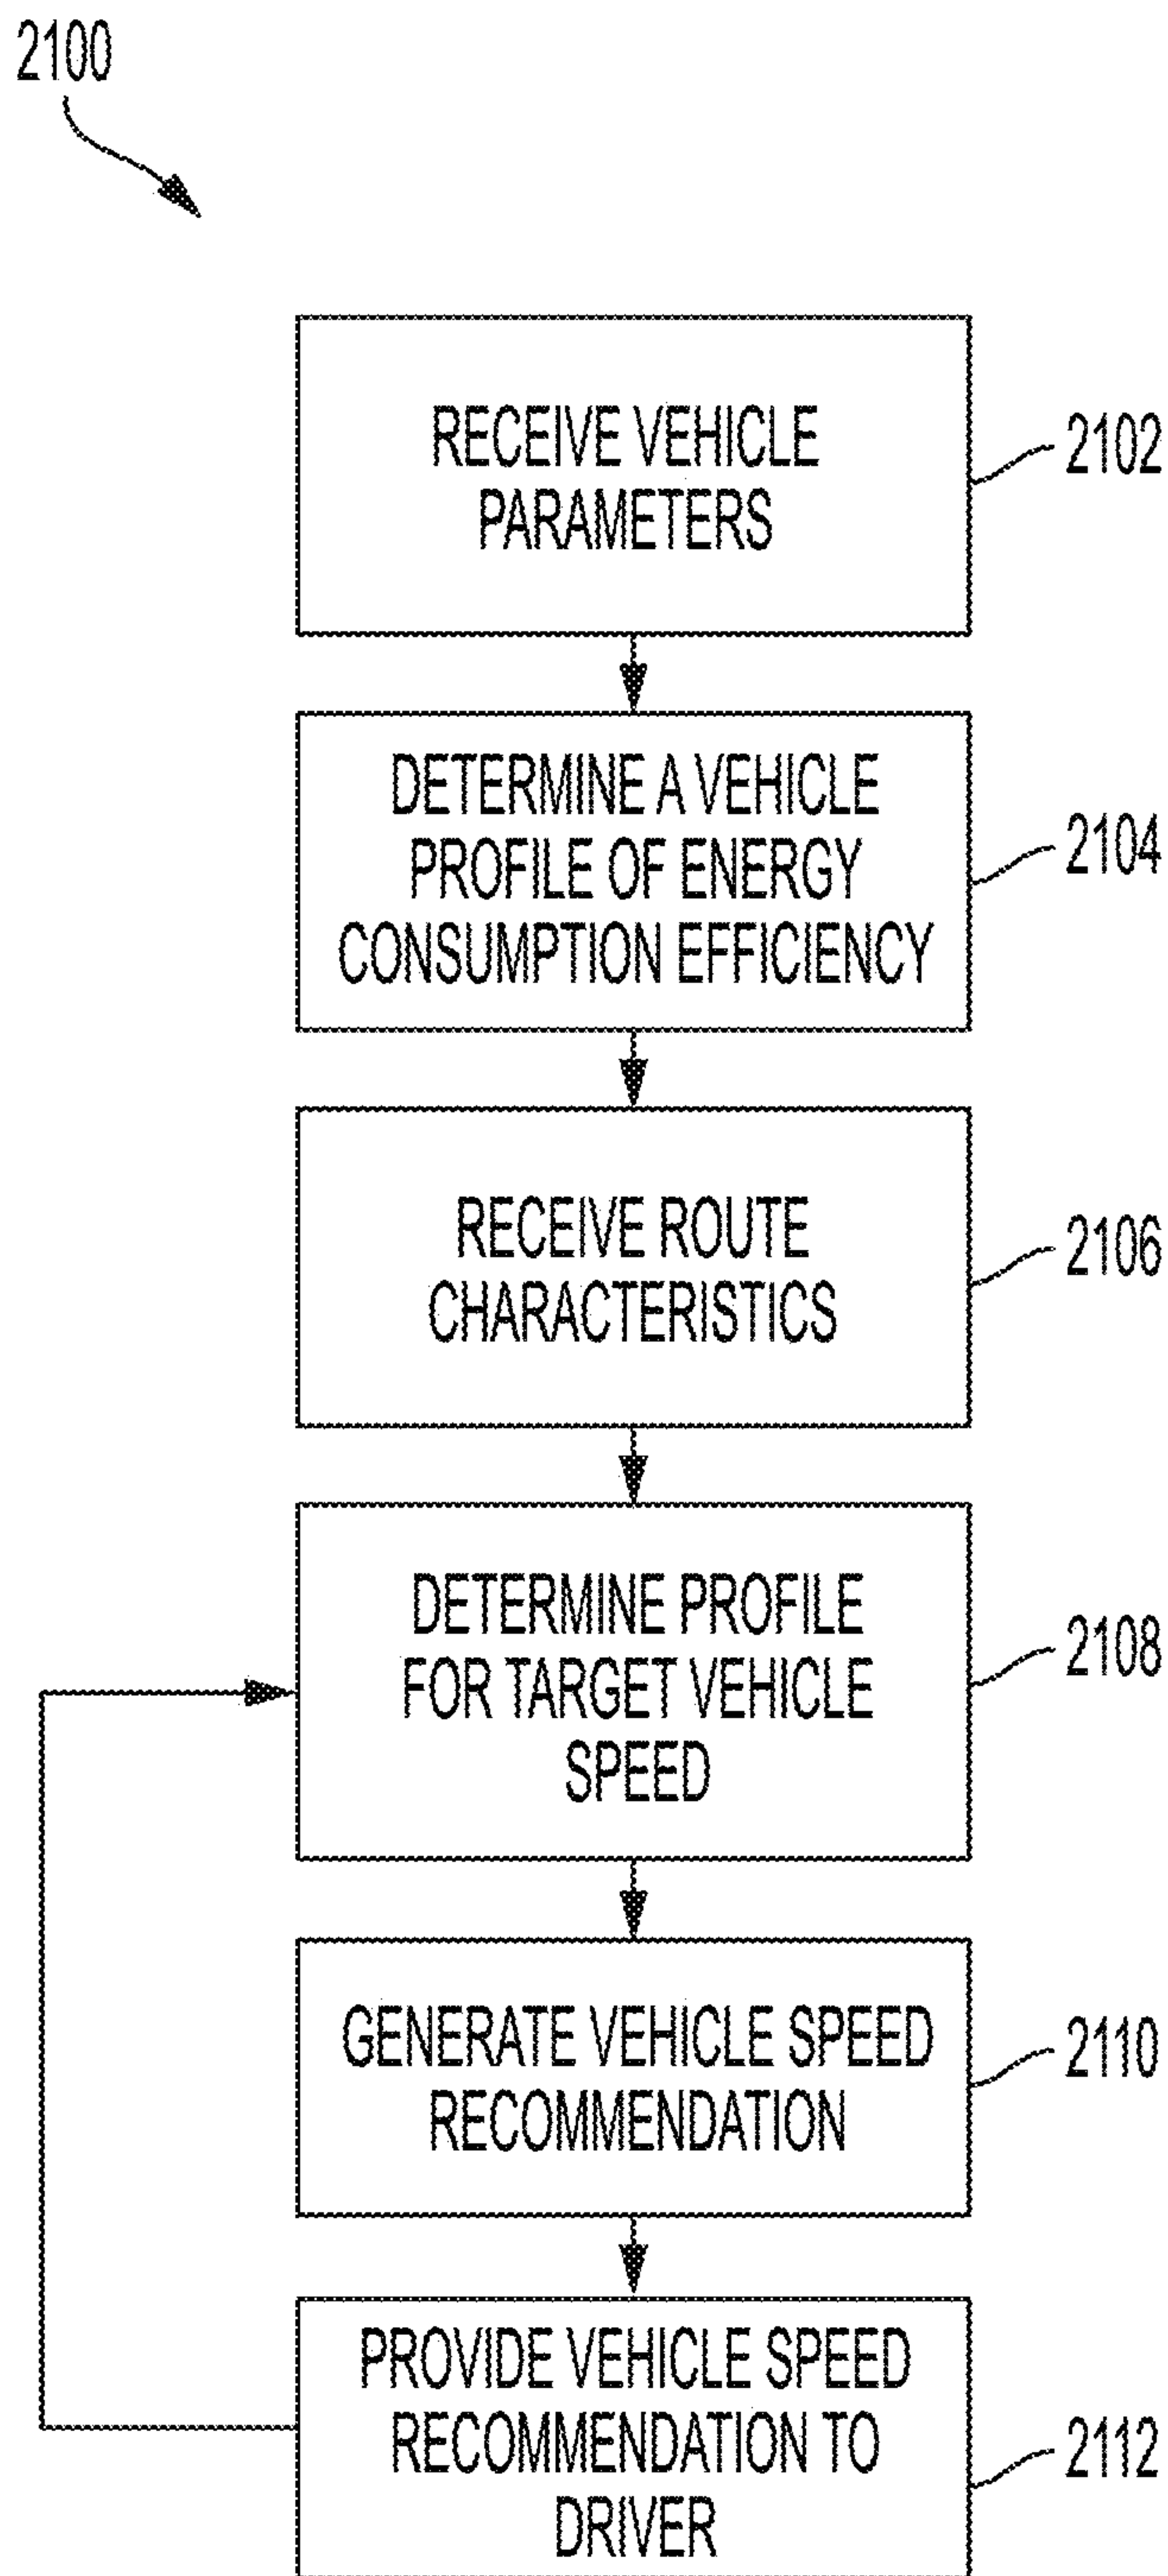 2100
RECEIVE VEHICLE
PARAMETERS
2102
DETERMINE A VEHICLE
PROFILE OF ENERGY
CONSUMPTION EFFICIENCY
2104
RECEIVE ROUTE
CHARACTERISTICS
2106
DETERMINE PROFILE
FOR TARGET VEHICLE
SPEED
2108
GENERATE VEHICLE SPEED
RECOMMENDATION
2110
PROVIDE VEHICLE SPEED
RECOMMENDATION TO
DRIVER
2112